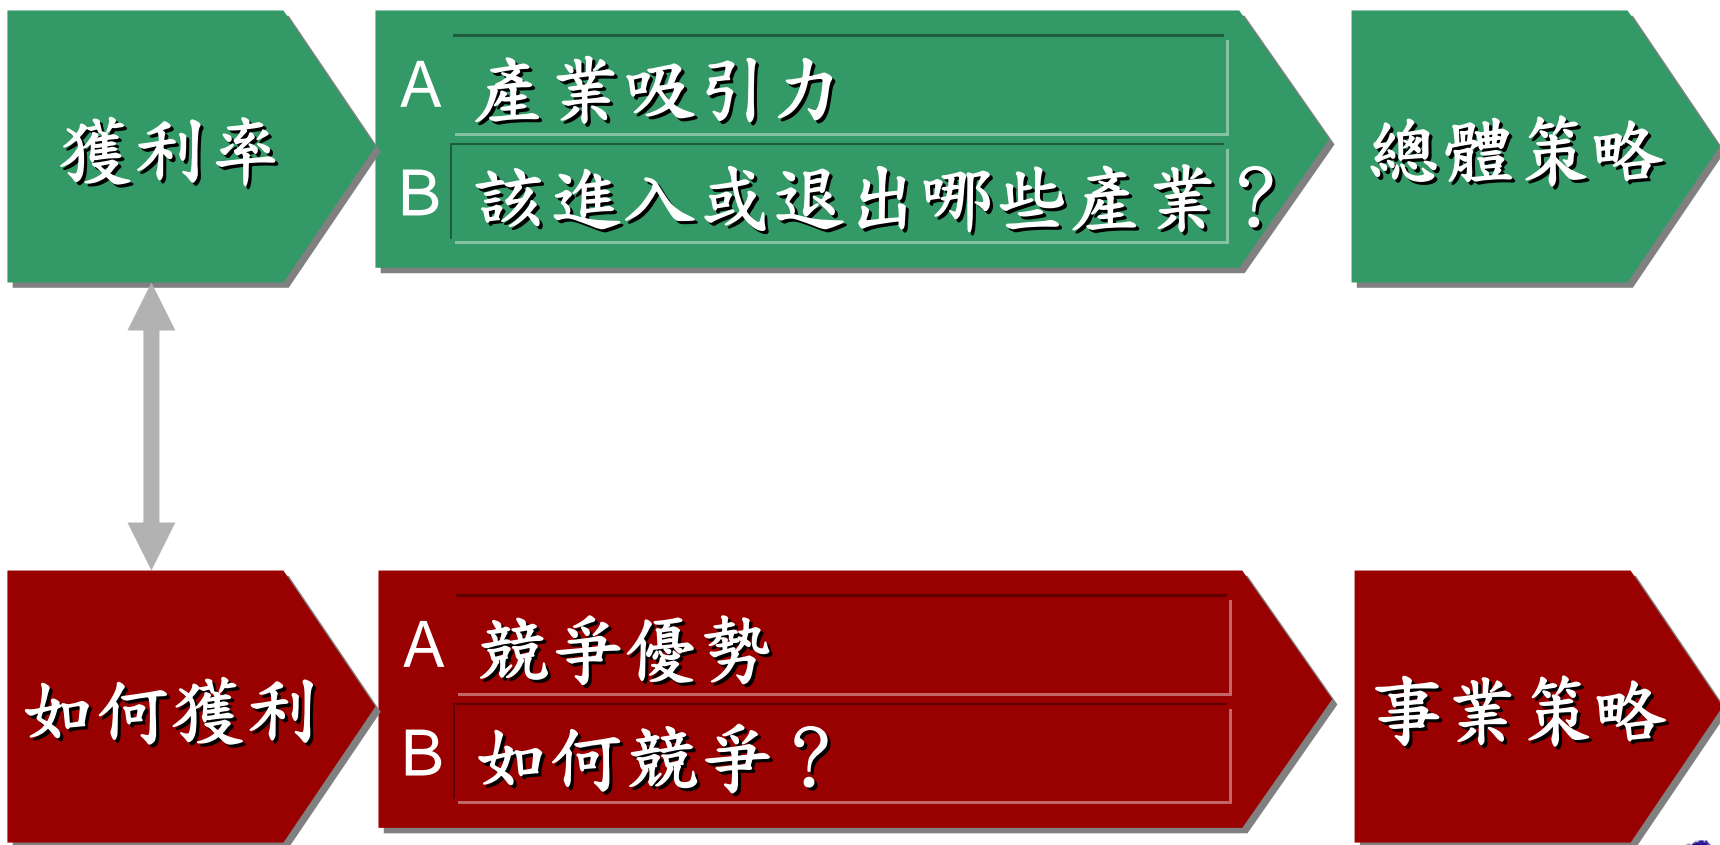 獲利率
A 產業吸引力
B 該進入或退出哪些產業？
總體策略
如何獲利
A 競爭優勢
B 如何競爭？
事業策略